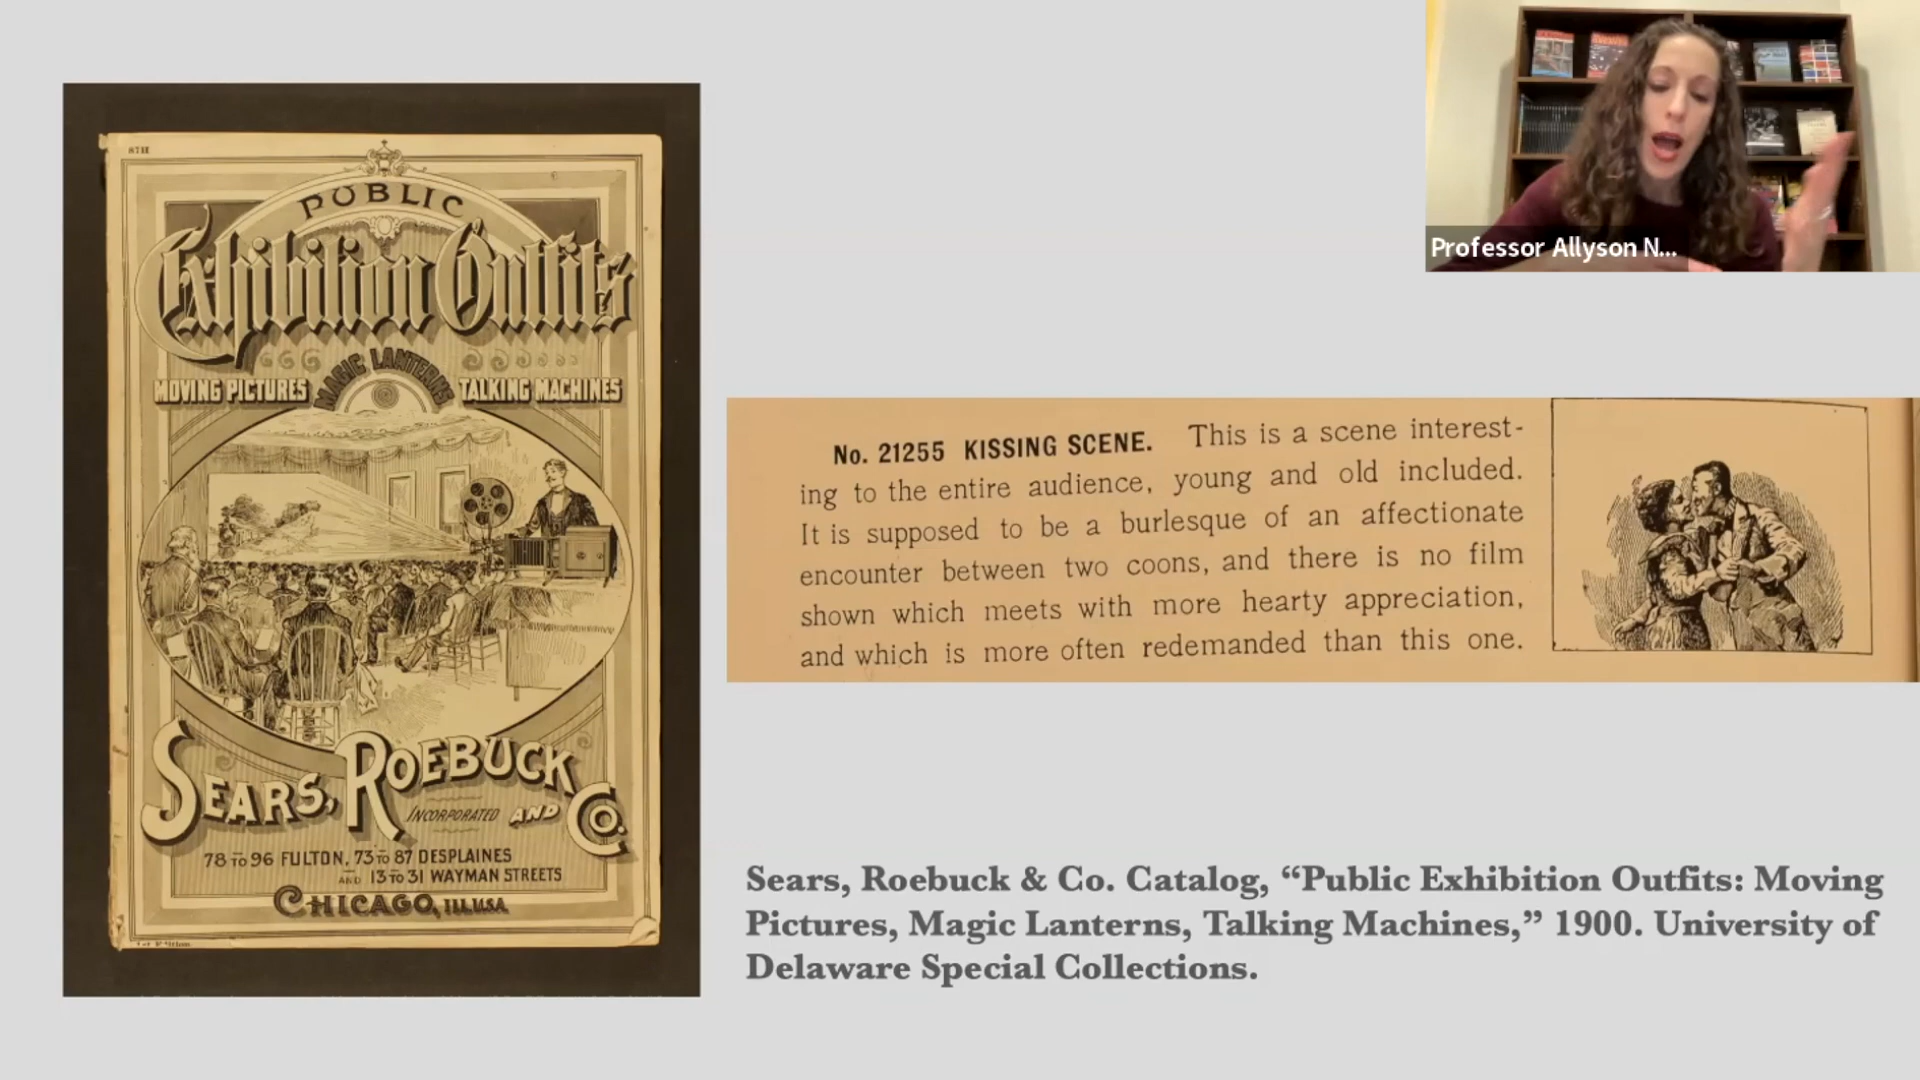 87H
PUBLIC
Exhibition Outfits
MAGIC LANTERNS
MOVING PICTURES
TALKING MACHINES
SEARS, ROEBUCK
INCORPORATED AND CO.
78 TO 96 FULTON, 73 TO 87 DESPLAINES
AND 13 TO 31 WAYMAN STREETS
CHICAGO, ILL. U.S.A.
Professor Allyson N...
No. 21255 KISSING SCENE. This is a scene interest-
ing to the entire audience, young and old included.
It is supposed to be a burlesque of an affectionate
encounter between two coons, and there is no film
shown which meets with more hearty appreciation,
and which is more often redemanded than this one.
Sears, Roebuck & Co. Catalog, “Public Exhibition Outfits: Moving
Pictures, Magic Lanterns, Talking Machines,” 1900. University of
Delaware Special Collections.